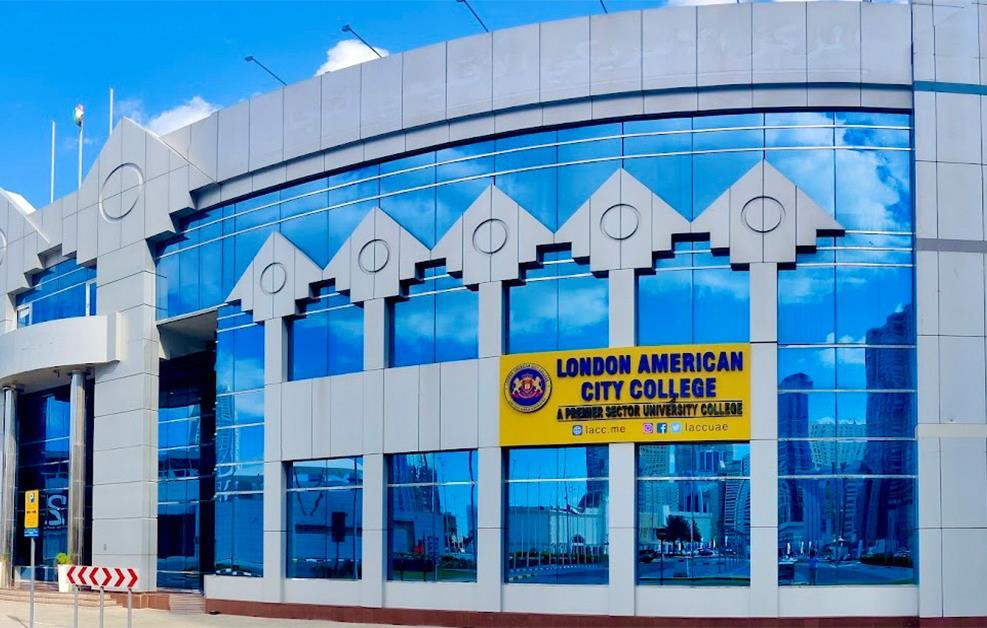 LONDON AMERICAN
CITY COLLEGE
A PREMIER SECTOR UNIVERSITY COLLEGE
lacc.me laccuae
P